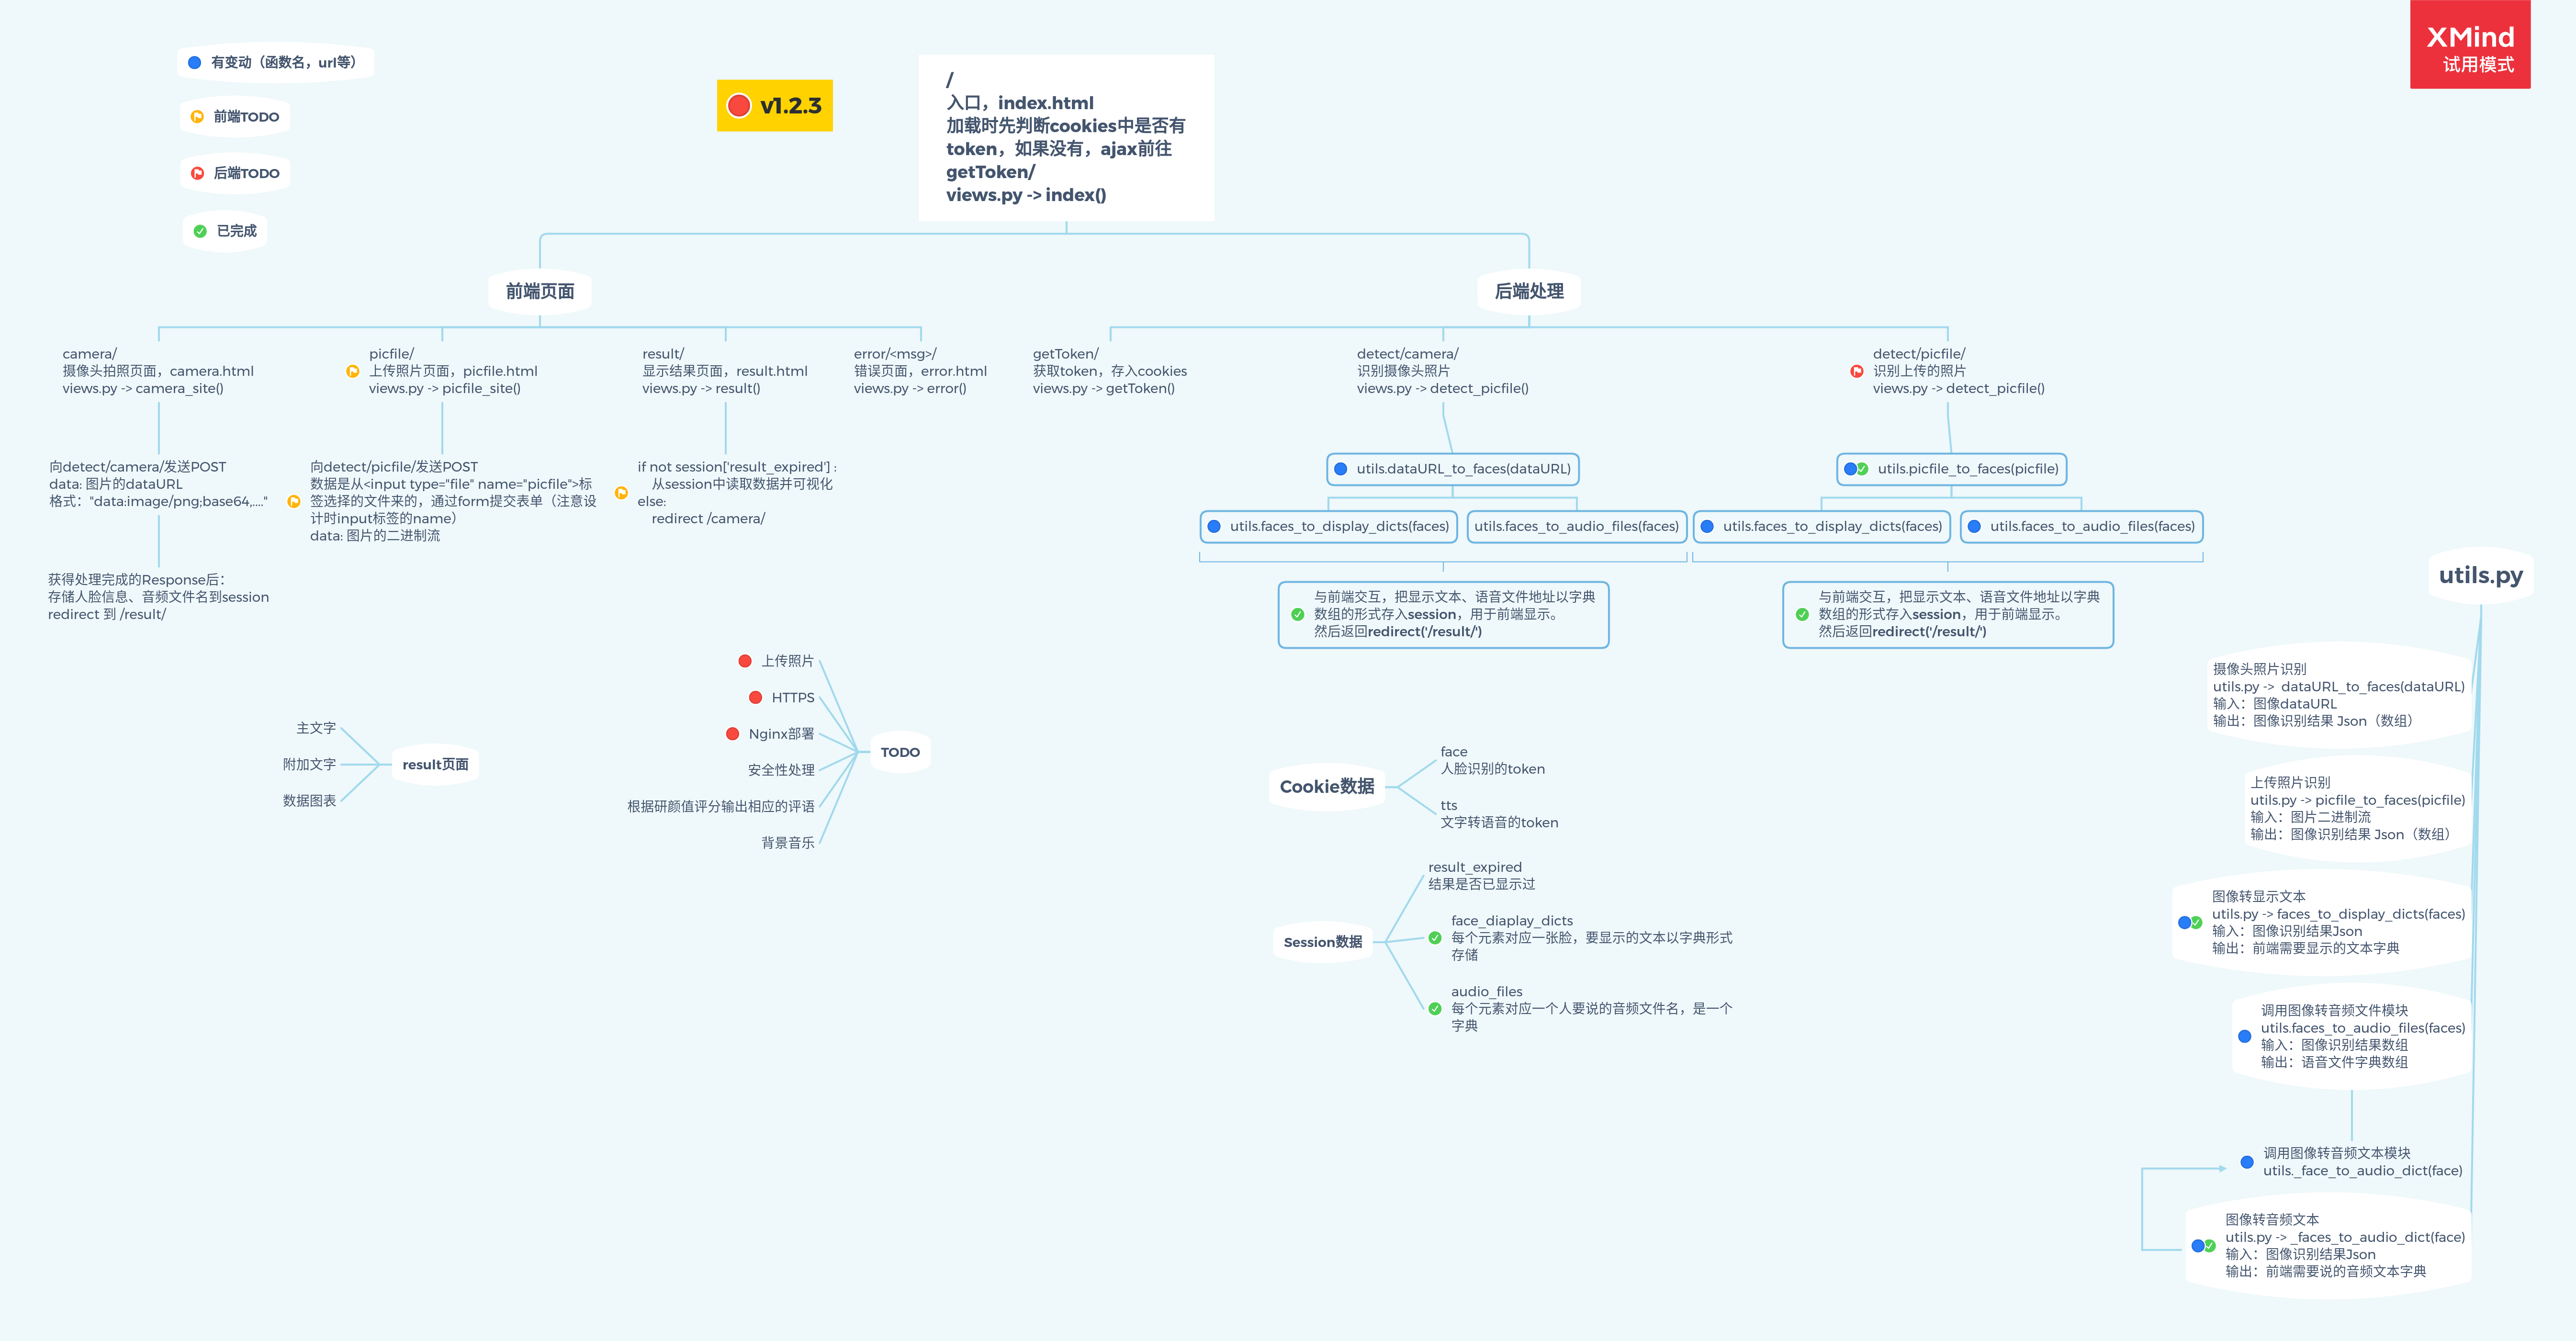 XMind
试用模式
有变动（函数名，url等）
前端TODO
后端TODO
已完成
v1.2.3
/
入口，index.html
加载时先判断cookies中是否有
token，如果没有，ajax前往
getToken/
views.py -> index()
前端页面
后端处理
camera/
摄像头拍照页面，camera.html
views.py -> camera_site()
picfile/
上传照片页面，picfile.html
views.py -> picfile_site()
result/
显示结果页面，result.html
views.py -> result()
error/<msg>/
错误页面，error.html
views.py -> error()
getToken/
获取token，存入cookies
views.py -> getToken()
detect/camera/
识别摄像头照片
views.py -> detect_picfile()
detect/picfile/
识别上传的照片
views.py -> detect_picfile()
向detect/camera/发送POST
data: 图片的dataURL
格式："data:image/png;base64,...."
向detect/picfile/发送POST
数据是从<input type="file" name="picfile">标
签选择的文件来的，通过form提交表单（注意设
计时input标签的name）
data: 图片的二进制流
if not session['result_expired'] :
从session中读取数据并可视化
else:
redirect /camera/
utils.dataURL_to_faces(dataURL)
utils.picfile_to_faces(picfile)
utils.faces_to_display_dicts(faces)
utils.faces_to_audio_files(faces)
utils.faces_to_display_dicts(faces)
utils.faces_to_audio_files(faces)
获得处理完成的Response后：
存储人脸信息、音频文件名到session
redirect 到 /result/
与前端交互，把显示文本、语音文件地址以字典
数组的形式存入session，用于前端显示。
然后返回redirect('/result/')
与前端交互，把显示文本、语音文件地址以字典
数组的形式存入session，用于前端显示。
然后返回redirect('/result/')
主文字
附加文字
数据图表
result页面
上传照片
HTTPS
Nginx部署
安全性处理
根据研颜值评分输出相应的评语
背景音乐
TODO
Cookie数据
face
人脸识别的token
tts
文字转语音的token
Session数据
result_expired
结果是否已显示过
face_diaplay_dicts
每个元素对应一张脸，要显示的文本以字典形式
存储
audio_files
每个元素对应一个人要说的音频文件名，是一个
字典
utils.py
摄像头照片识别
utils.py ->  dataURL_to_faces(dataURL)
输入：图像dataURL
输出：图像识别结果 Json（数组）
上传照片识别
utils.py -> picfile_to_faces(picfile)
输入：图片二进制流
输出：图像识别结果 Json（数组）
图像转显示文本
utils.py -> faces_to_display_dicts(faces)
输入：图像识别结果Json
输出：前端需要显示的文本字典
调用图像转音频文件模块
utils.faces_to_audio_files(faces)
输入：图像识别结果数组
输出：语音文件字典数组
调用图像转音频文本模块
utils._face_to_audio_dict(face)
图像转音频文本
utils.py -> _faces_to_audio_dict(face)
输入：图像识别结果Json
输出：前端需要说的音频文本字典